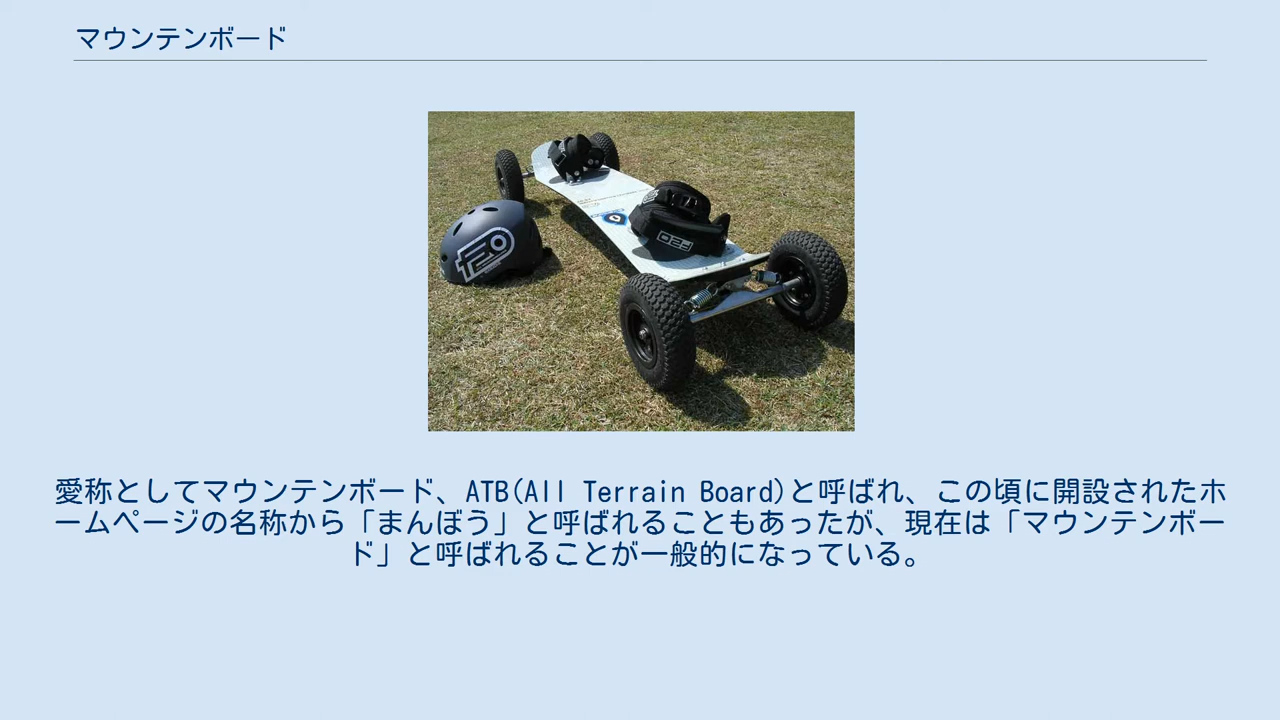 マウンテンボード
愛称としてマウンテンボード、ATB(All Terrain Board)と呼ばれ、この頃に開設されたホ
ームページの名称から「まんぼう」と呼ばれることもあったが、現在は「マウンテンボー
ド」と呼ばれることが一般的になっている。